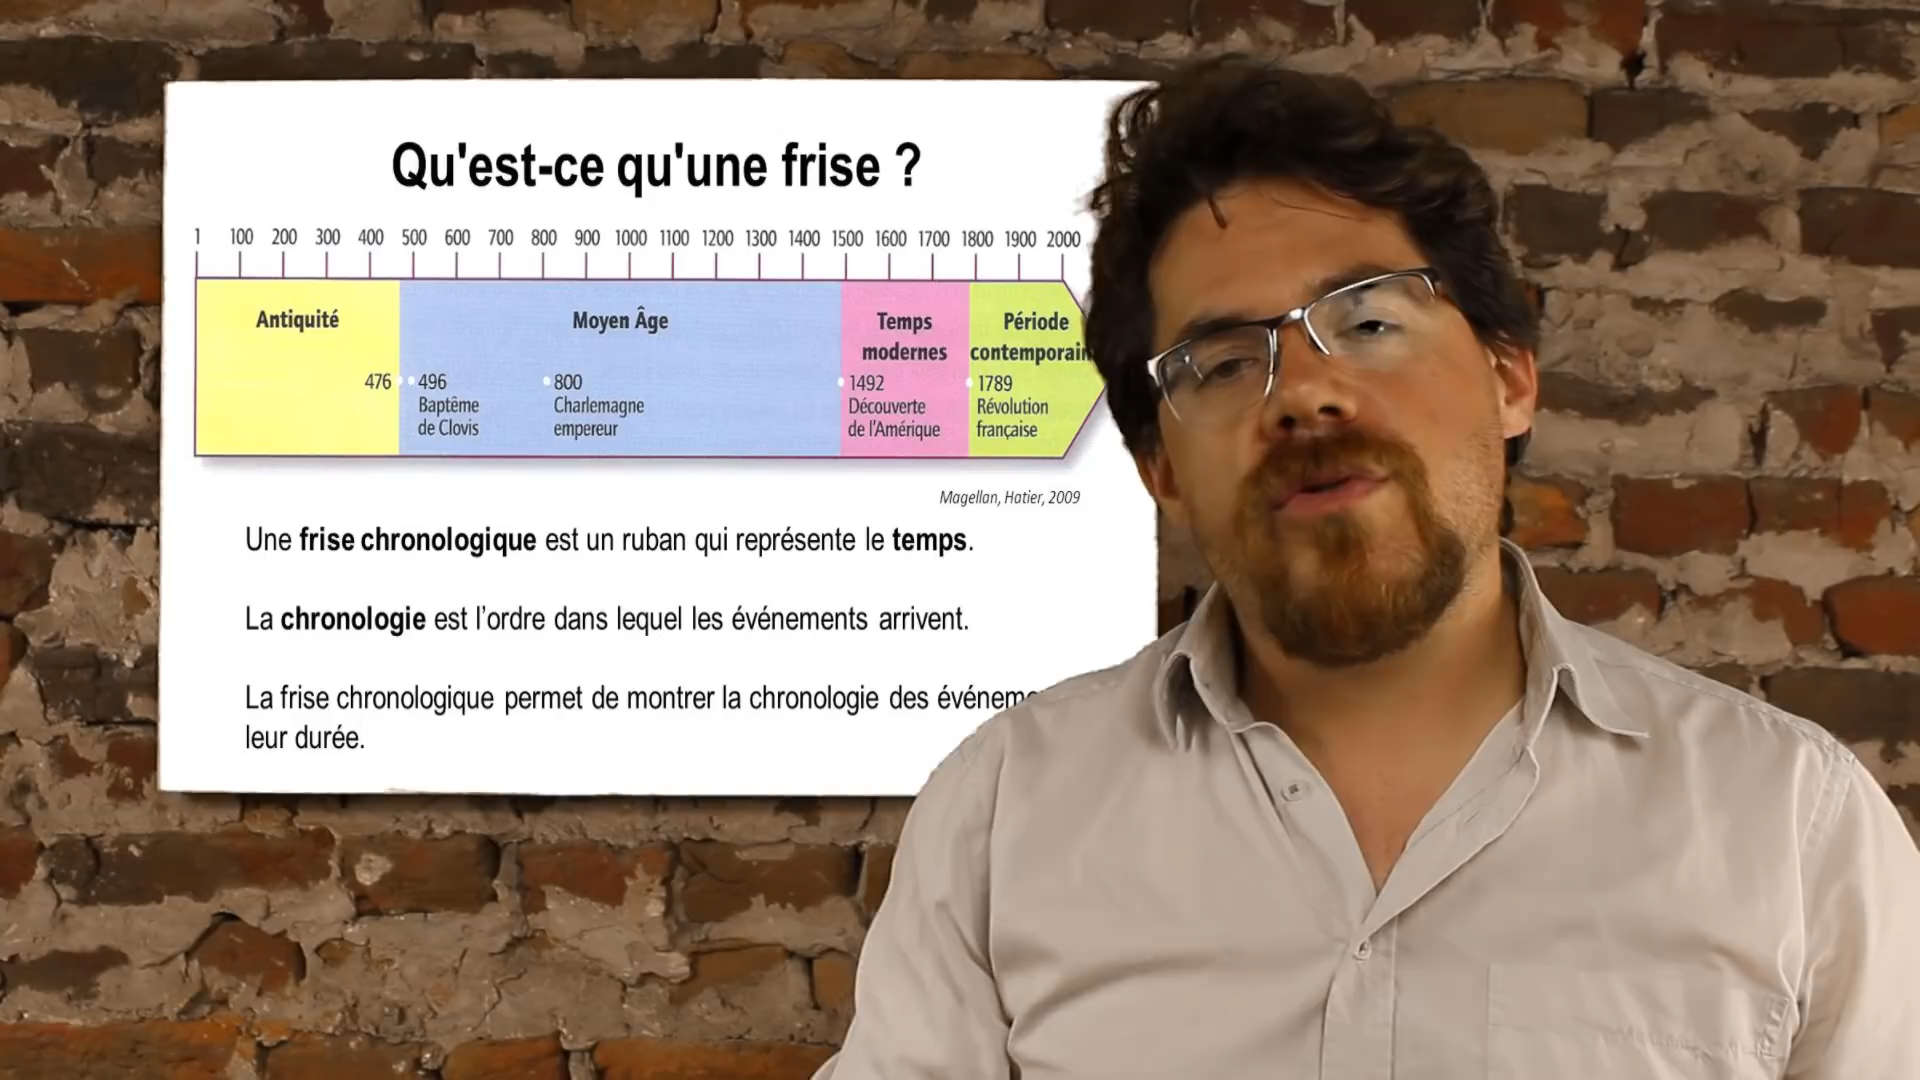 Qu'est-ce qu'une frise ?
1 100 200 300 400 500 600 700 800 900 1000 1100 1200 1300 1400 1500 1600 1700 1800 1900 2000
Antiquité
Moyen Âge
Temps
modernes
Période
476
496
Baptême
de Clovis
800
Charlemagne
empereur
1492
Découverte
de l'Amérique
1789
Révolution
française
Magellan, Hatier, 2009
Une frise chronologique est un ruban qui représente le temps.
La chronologie est l’ordre dans lequel les événements arrivent.
La frise chronologique permet de montrer la chronologie des
leur durée.